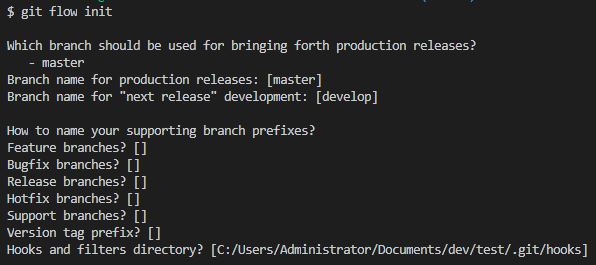 $ git flow init
Which branch should be used for bringing forth production releases?
- master
Branch name for production releases: [master]
Branch name for "next release" development: [develop]
How to name your supporting branch prefixes?
Feature branches? []
Bugfix branches? []
Release branches? []
Hotfix branches? []
Support branches? []
Version tag prefix? []
Hooks and filters directory? [C:/Users/Administrator/Documents/dev/test/.git/hooks]